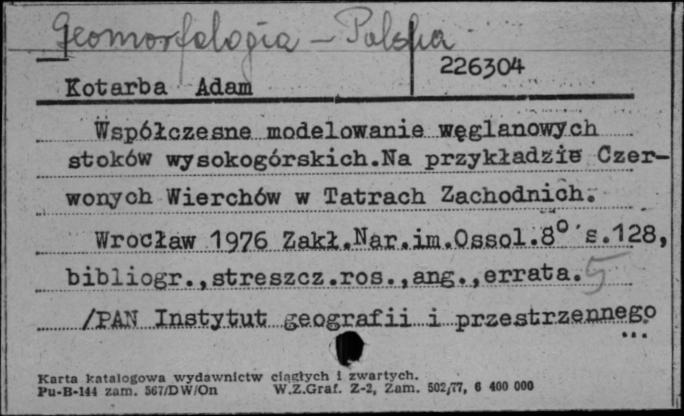 Geomorfologia - Polska
226304
Kotarba Adam
Współczesne modelowanie węglanowych
stoków wysokogórskich.Na przykładzie Czer-
wonych Wierchów w Tatrach Zachodnich.
Wrocław 1976 Zakł.Nar.im.Ossol.8° s.128,
bibliogr.,streszcz.ros.,ang.,errata. 5
/PAN Instytut geografii i przestrzennego
...
Karta katalogowa wydawnictw ciągłych i zwartych.
Pu-B-144 zam. 567/DW/On W.Z.Graf. Z-2, Zam. 502/77, 6 400 000